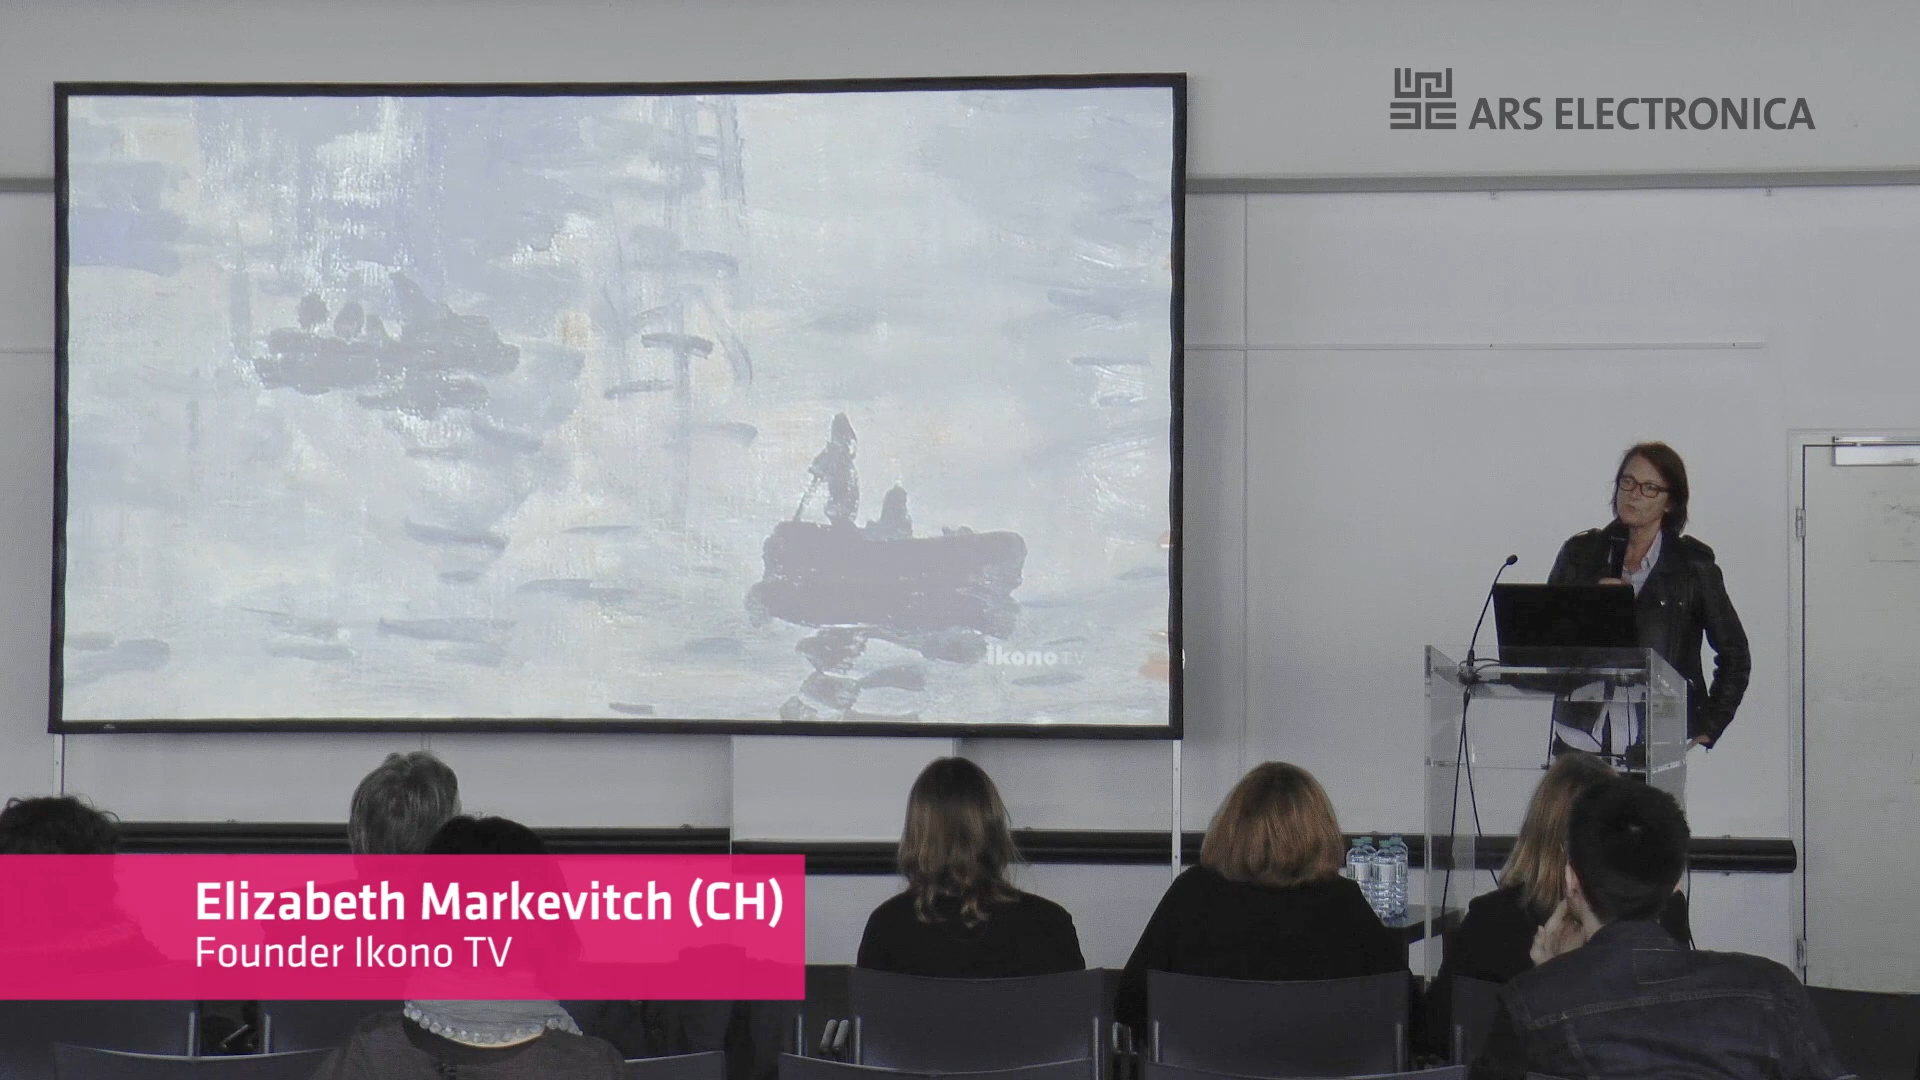 ARS ELECTRONICA
ikono TV
Elizabeth Markevitch (CH)
Founder Ikono TV